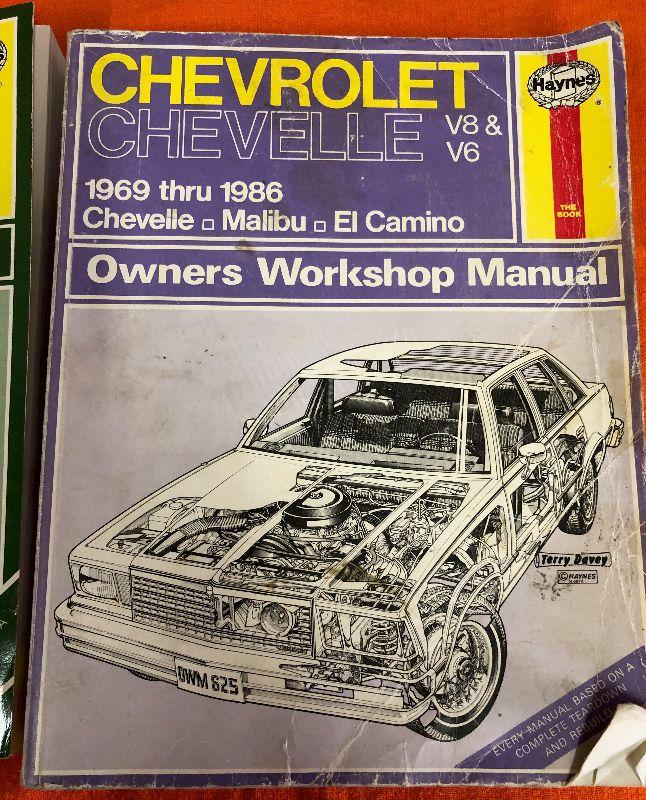 CHEVROLET
CHEVELLE
V8 &
V6
1969 thru 1986
Chevelle □ Malibu □ El Camino
Haynes
®
THE
BOOK
Owners Workshop Manual
Terry Davey
© HAYNES
OWM 625
EVERY MANUAL BASED ON A
COMPLETE TEARDOWN
AND REBUILD